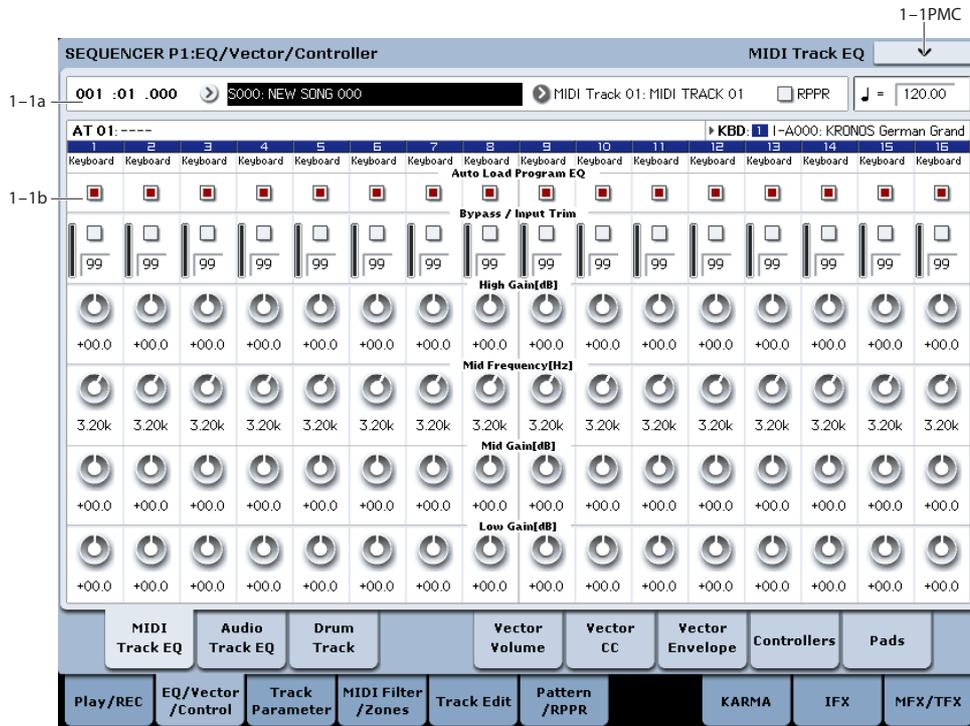 1–1PMC
SEQUENCER P1:EQ/Vector/Controller MIDI Track EQ
1–1a
001 :01 .000 S000: NEW SONG 000 MIDI Track 01: MIDI TRACK 01 RPPR ♩ = 120.00
AT 01:---- KBD: 1 I-A000: KRONOS German Grand
1 2 3 4 5 6 7 8 9 10 11 12 13 14 15 16
Keyboard Keyboard Keyboard Keyboard Keyboard Keyboard Keyboard Keyboard Keyboard Keyboard Keyboard Keyboard Keyboard Keyboard Keyboard Keyboard
Auto Load Program EQ
1–1b
Bypass / Input Trim
99 99 99 99 99 99 99 99 99 99 99 99 99 99 99 99
High Gain[dB]
+00.0 +00.0 +00.0 +00.0 +00.0 +00.0 +00.0 +00.0 +00.0 +00.0 +00.0 +00.0 +00.0 +00.0 +00.0 +00.0
Mid Frequency[Hz]
3.20k 3.20k 3.20k 3.20k 3.20k 3.20k 3.20k 3.20k 3.20k 3.20k 3.20k 3.20k 3.20k 3.20k 3.20k 3.20k
Mid Gain[dB]
+00.0 +00.0 +00.0 +00.0 +00.0 +00.0 +00.0 +00.0 +00.0 +00.0 +00.0 +00.0 +00.0 +00.0 +00.0 +00.0
Low Gain[dB]
+00.0 +00.0 +00.0 +00.0 +00.0 +00.0 +00.0 +00.0 +00.0 +00.0 +00.0 +00.0 +00.0 +00.0 +00.0 +00.0
MIDI
Track EQ
Audio
Track EQ
Drum
Track
Vector
Volume
Vector
CC
Vector
Envelope
Controllers
Pads
Play/REC
EQ/Vector
/Control
Track
Parameter
MIDI Filter
/Zones
Track Edit
Pattern
/RPPR
KARMA
IFX
MFX/TFX